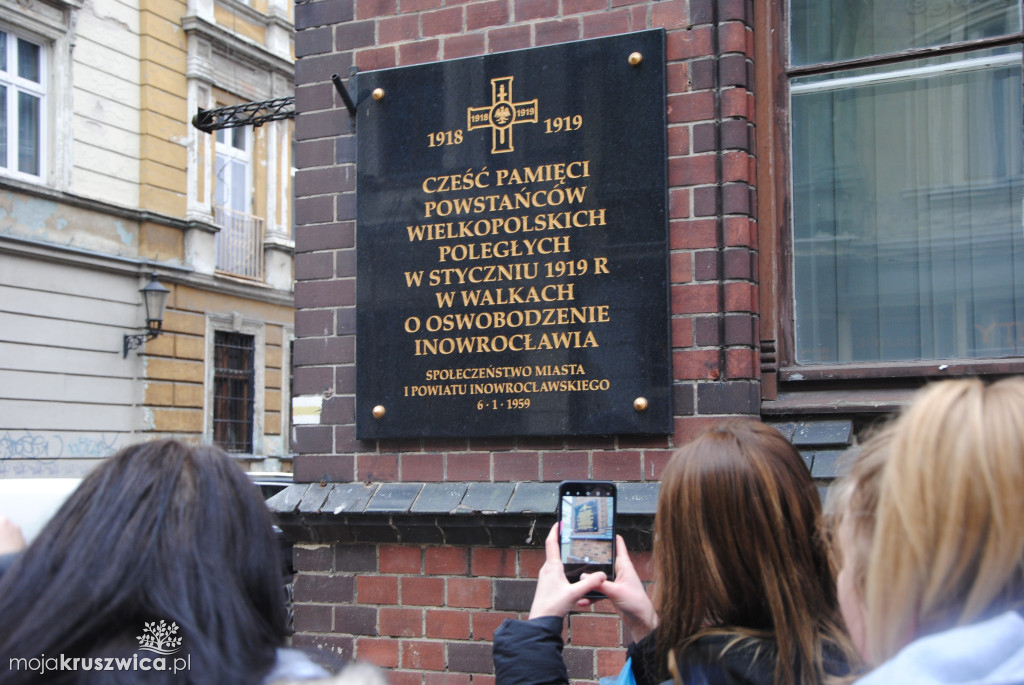 1918 1918 1919 1919
CZEŚĆ PAMIĘCI
POWSTAŃCÓW
WIELKOPOLSKICH
POLEGŁYCH
W STYCZNIU 1919 R
W WALKACH
O OSWOBODZENIE
INOWROCŁAWIA
SPOŁECZEŃSTWO MIASTA
I POWIATU INOWROCŁAWSKIEGO
6·1·1959
mojaKRUSZWICA.pl